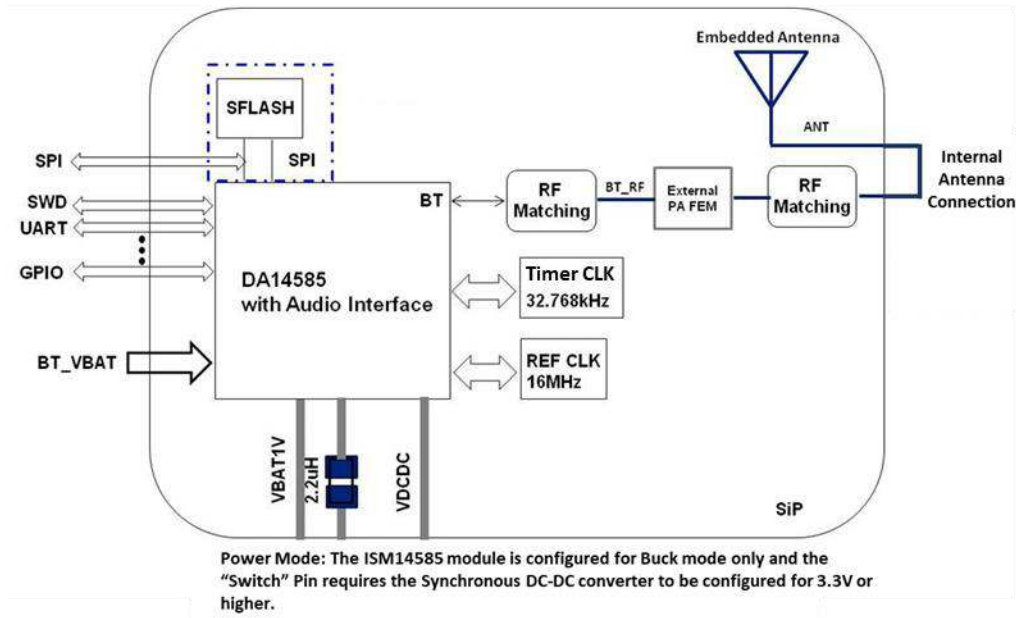 Embedded Antenna
SFLASH
ANT
SPI
SPI
Internal
Antenna
Connection
RF
Matching
BT_RF
External
PA FEM
RF
Matching
SWD
BT
UART
GPIO
DA14585
with Audio Interface
Timer CLK
32.768kHz
BT_VBAT
REF CLK
16MHz
VBAT1V
2.2uH
VDCDC
SiP
Power Mode: The ISM14585 module is configured for Buck mode only and the
“Switch” Pin requires the Synchronous DC-DC converter to be configured for 3.3V or
higher.